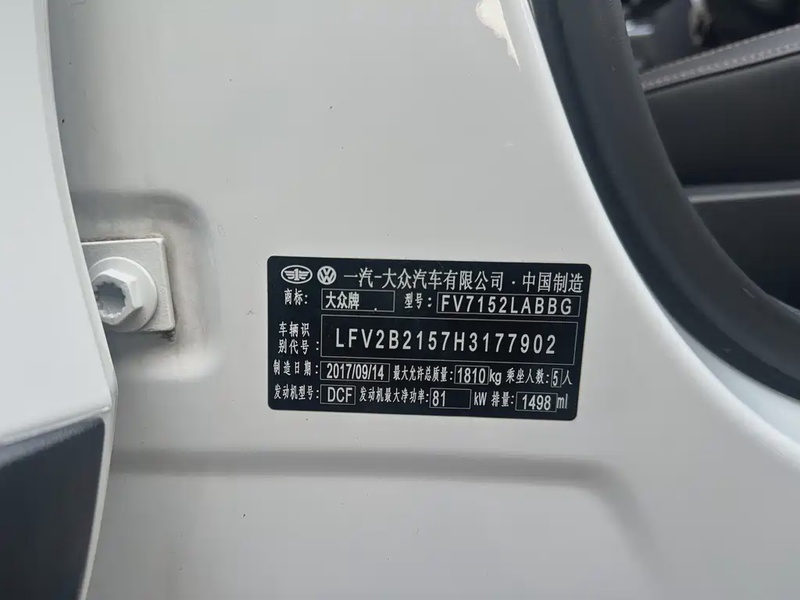 一汽-大众汽车有限公司·中国制造
商标: 大众牌 型号: FV7152LABBG
车辆识别代号: LFV2B2157H3177902
制造日期: 2017/09/14 最大允许总质量: 1810 kg 乘坐人数: 5 人
发动机型号: DCF 发动机最大净功率: 81 kW 排量: 1498 ml